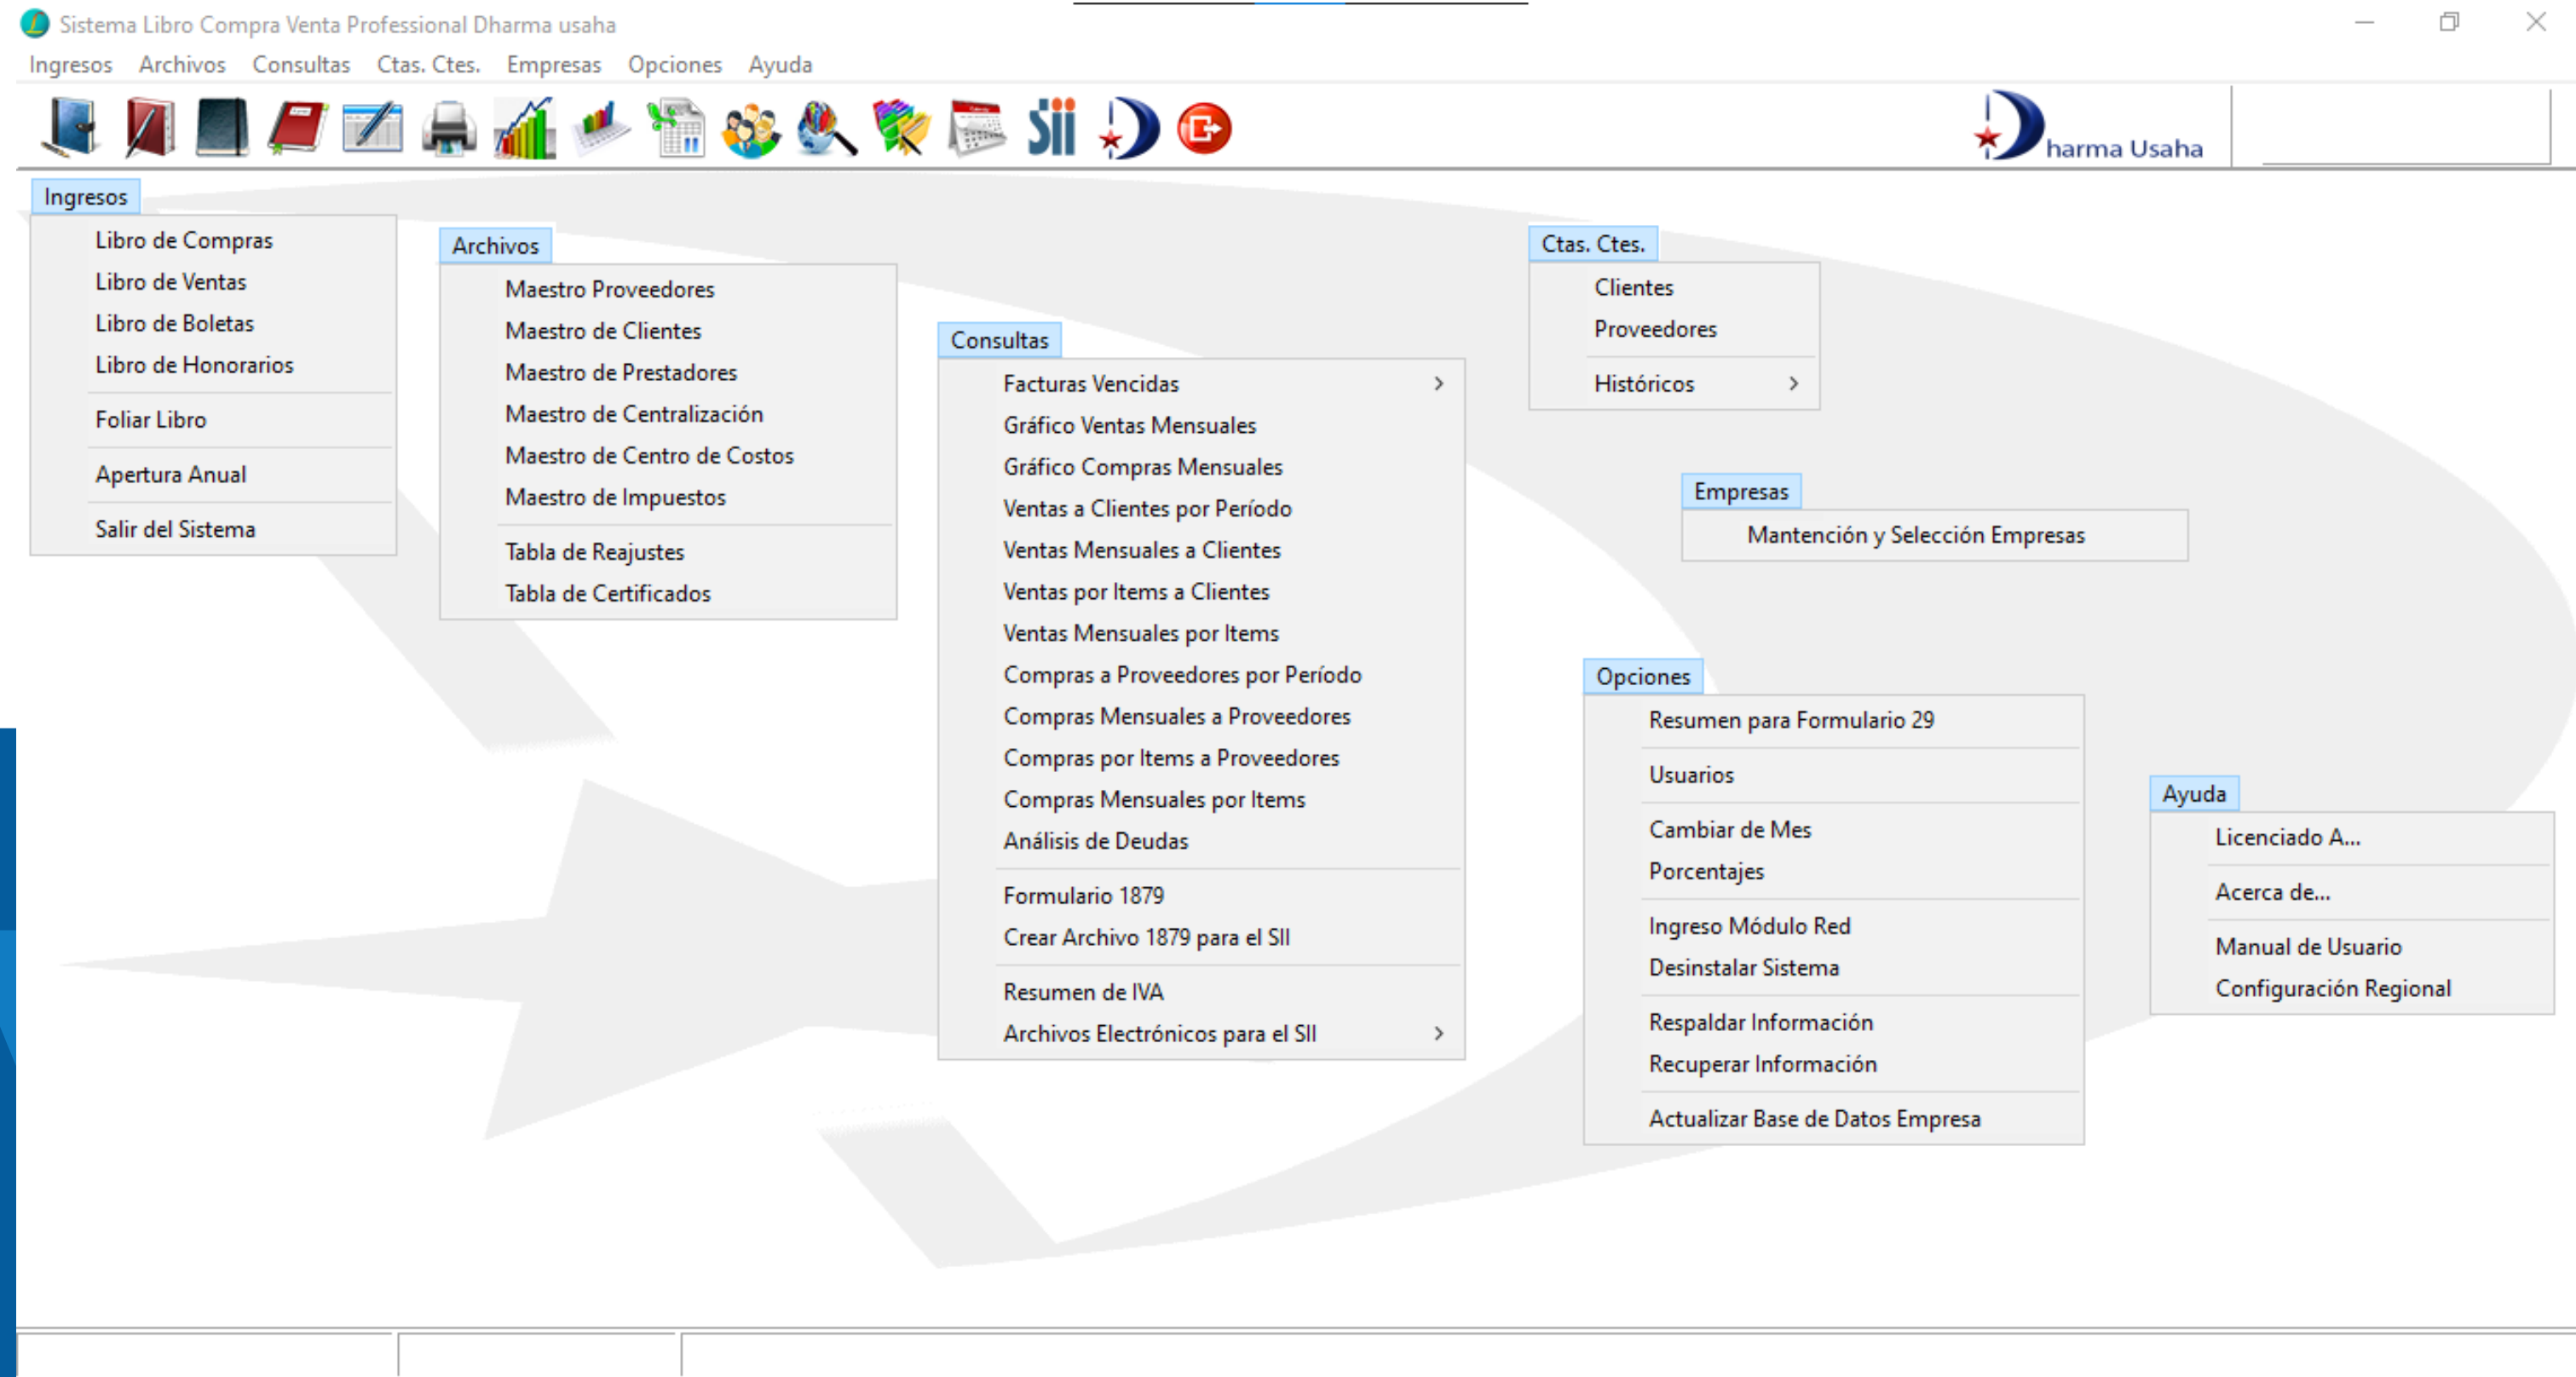 Sistema Libro Compra Venta Professional Dharma usaha
Ingresos Archivos Consultas Ctas. Ctes. Empresas Opciones Ayuda
Sii
Dharma Usaha
Ingresos
Libro de Compras
Libro de Ventas
Libro de Boletas
Libro de Honorarios
Foliar Libro
Apertura Anual
Salir del Sistema
Archivos
Maestro Proveedores
Maestro de Clientes
Maestro de Prestadores
Maestro de Centralización
Maestro de Centro de Costos
Maestro de Impuestos
Tabla de Reajustes
Tabla de Certificados
Consultas
Facturas Vencidas
Gráfico Ventas Mensuales
Gráfico Compras Mensuales
Ventas a Clientes por Período
Ventas Mensuales a Clientes
Ventas por Items a Clientes
Ventas Mensuales por Items
Compras a Proveedores por Período
Compras Mensuales a Proveedores
Compras por Items a Proveedores
Compras Mensuales por Items
Análisis de Deudas
Formulario 1879
Crear Archivo 1879 para el SII
Resumen de IVA
Archivos Electrónicos para el SII
Ctas. Ctes.
Clientes
Proveedores
Históricos
Empresas
Mantención y Selección Empresas
Opciones
Resumen para Formulario 29
Usuarios
Cambiar de Mes
Porcentajes
Ingreso Módulo Red
Desinstalar Sistema
Respaldar Información
Recuperar Información
Actualizar Base de Datos Empresa
Ayuda
Licenciado A...
Acerca de...
Manual de Usuario
Configuración Regional